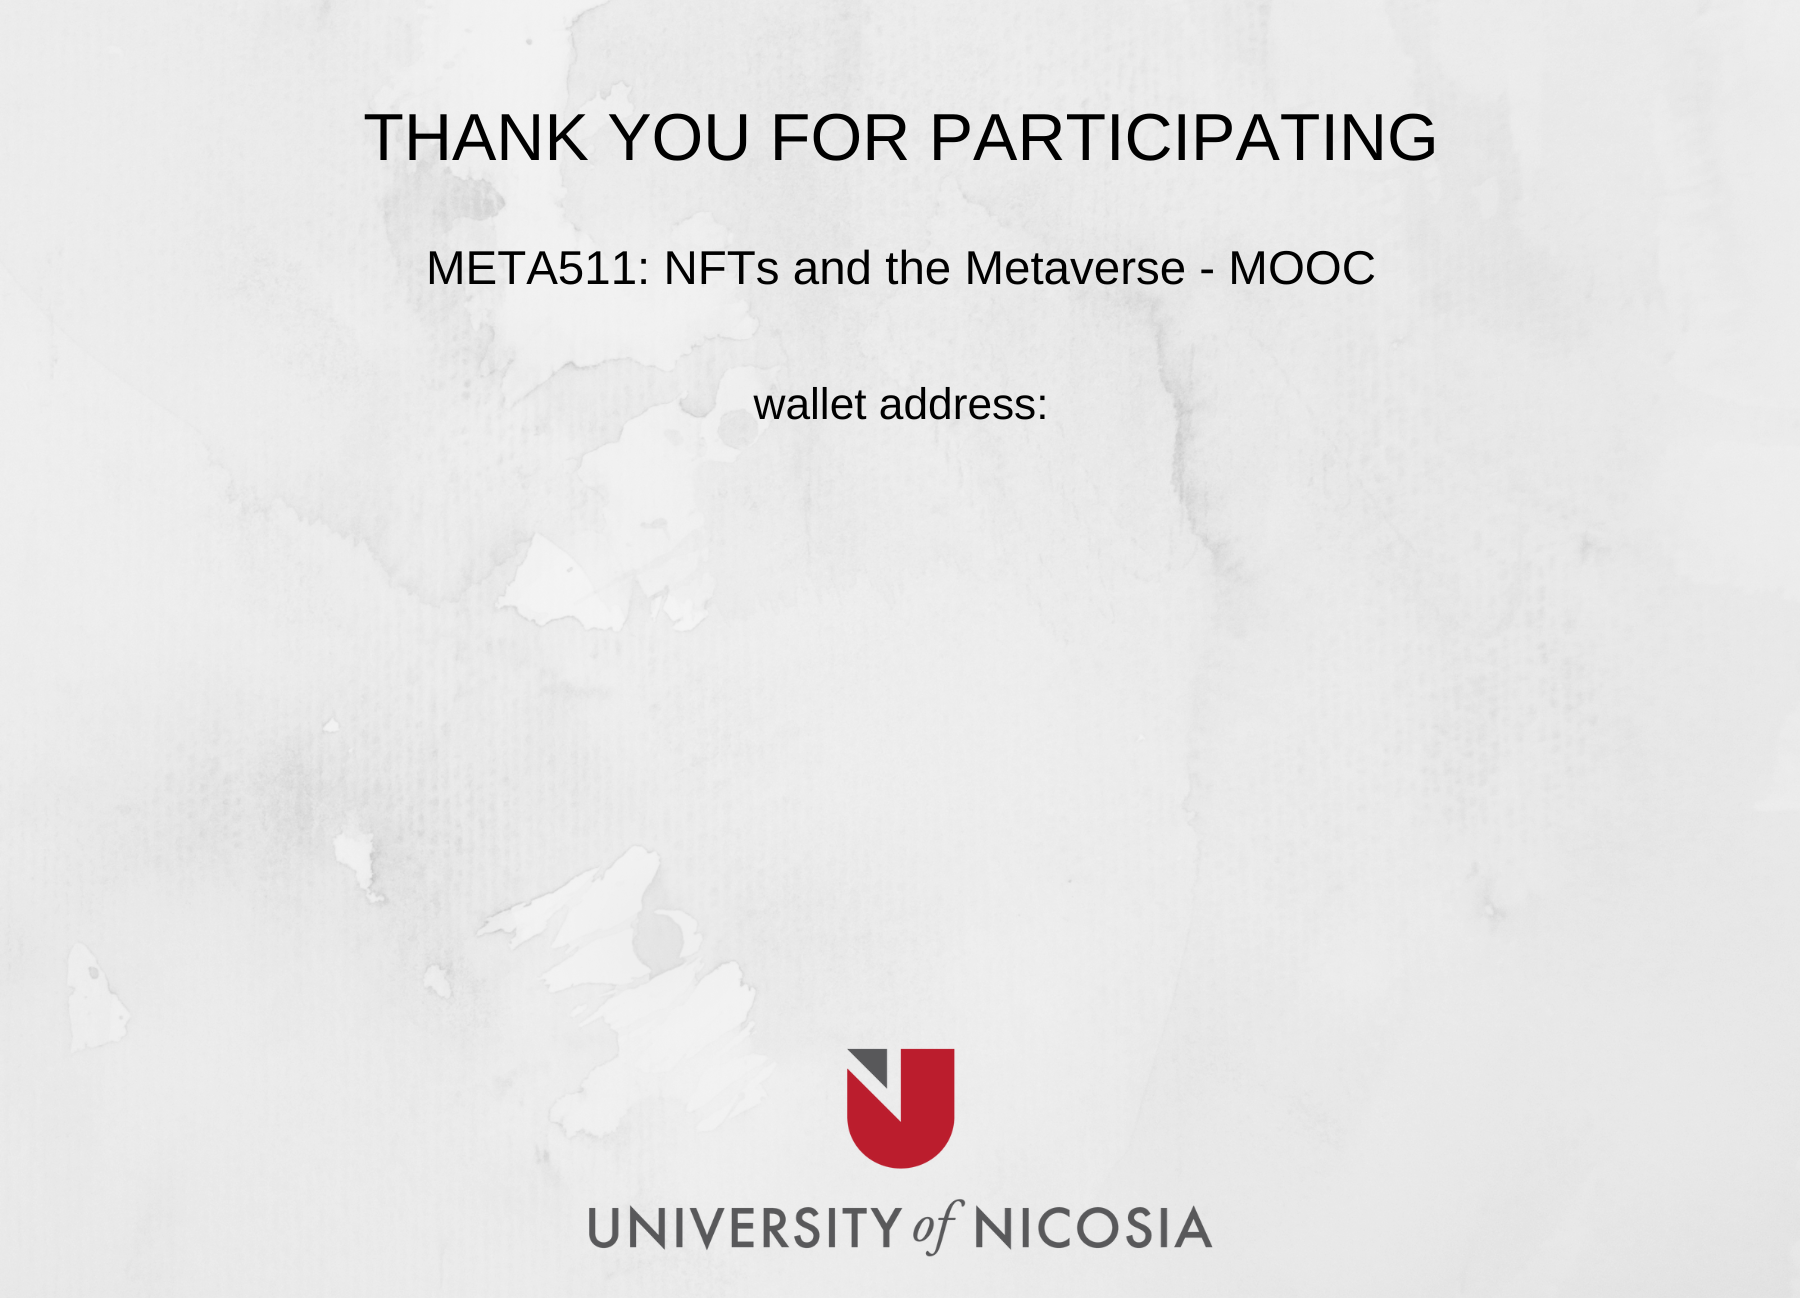 THANK YOU FOR PARTICIPATING
META511: NFTs and the Metaverse - MOOC
wallet address:
UNIVERSITY of NICOSIA